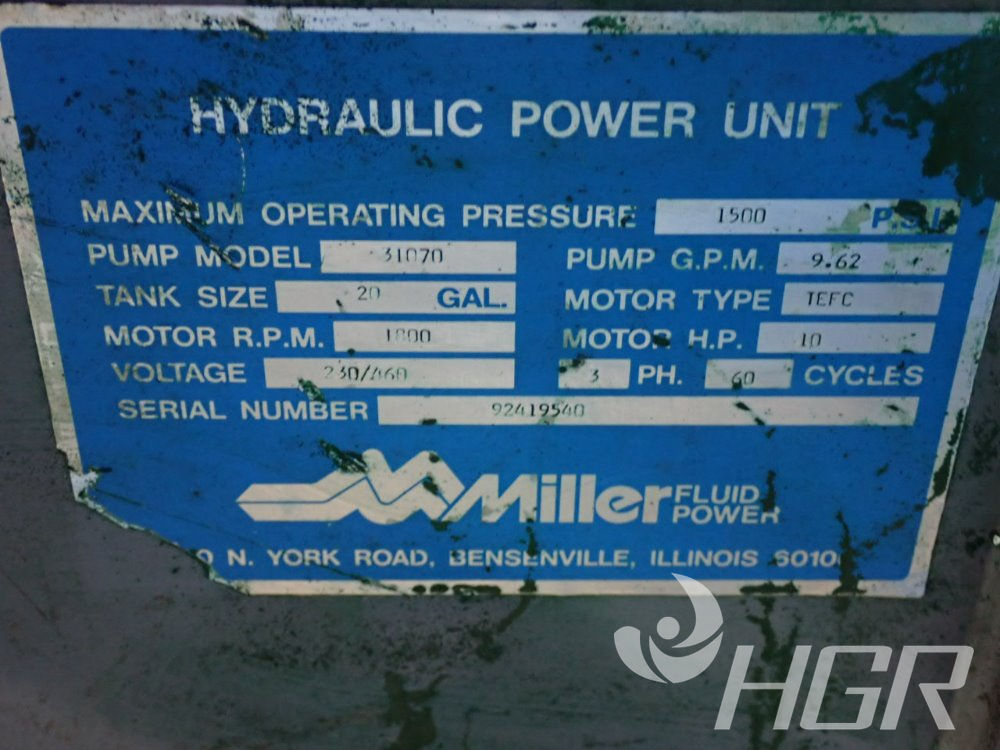 HYDRAULIC POWER UNIT
MAXIMUM OPERATING PRESSURE 1500 P.S.I.
PUMP MODEL 31070 PUMP G.P.M. 9.62
TANK SIZE 20 GAL. MOTOR TYPE TEFC
MOTOR R.P.M. 1800 MOTOR H.P. 10
VOLTAGE 230/460 3 PH. 60 CYCLES
SERIAL NUMBER 92419540
Miller FLUID POWER
N. YORK ROAD, BENSENVILLE, ILLINOIS
HGR